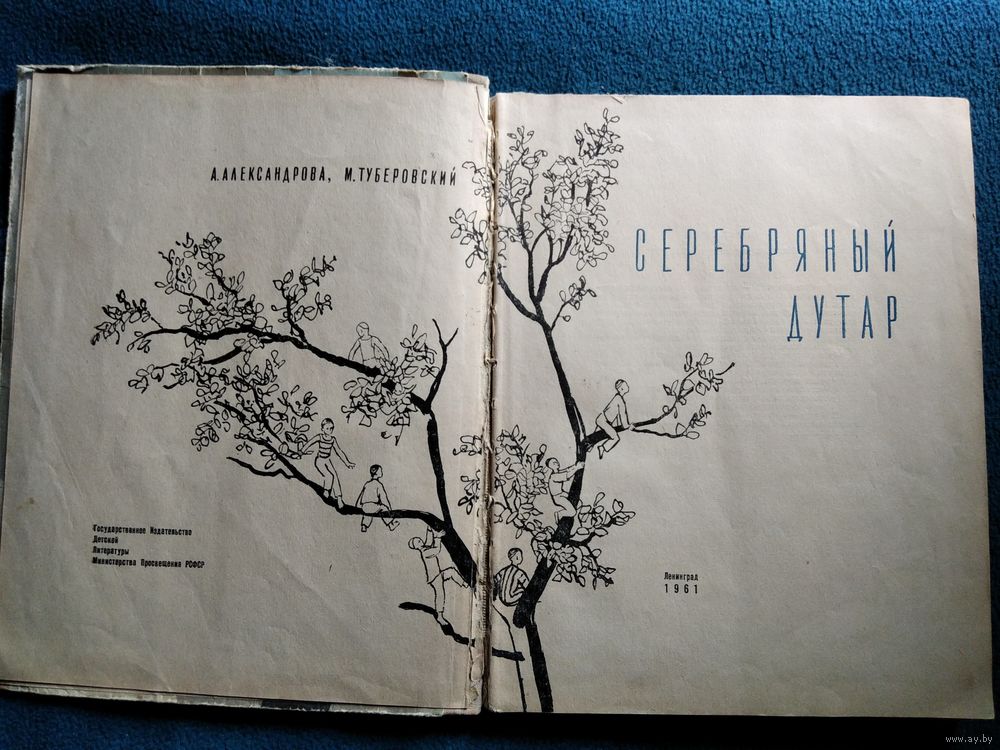 А.АЛЕКСАНДРОВА, М.ТУБЕРОВСКИЙ
Государственное Издательство
Детской
Литературы
Министерства Просвещения РСФСР
СЕРЕБРЯНЫЙ
ДУТАР
Ленинград
1961
www.ay.by